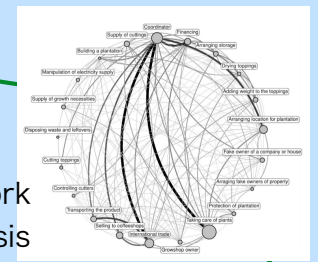 Coordinator
Financing
Supply of cuttings
Arranging storage
Building a plantation
Drying toppings
Manipulation of electricity supply
Adding weight to the toppings
Supply of growth necessities
Arranging location for plantation
Disposing waste and leftovers
Fake owner of a company or house
Cutting toppings
Arraging fake owners of property
Controlling cutters
Protection of plantation
Transporting the product
Taking care of plants
Selling to coffeeshops
International trade
Growshop owner